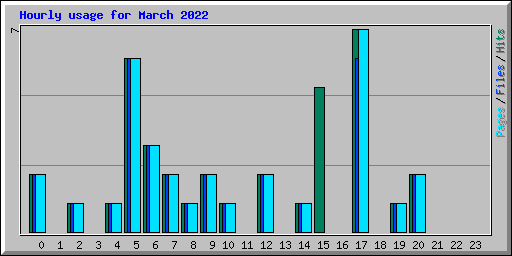 Hourly usage for March 2022
7
Pages/Files/Hits
0 1 2 3 4 5 6 7 8 9 10 11 12 13 14 15 16 17 18 19 20 21 22 23